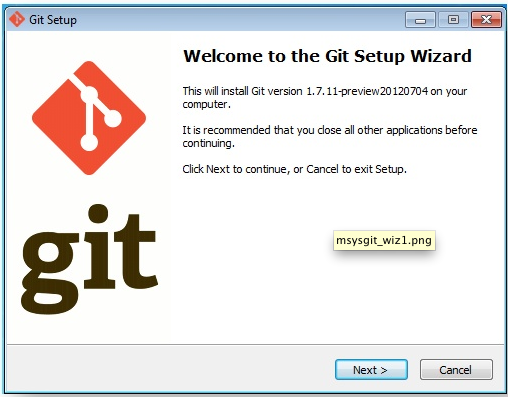 Git Setup
Welcome to the Git Setup Wizard
This will install Git version 1.7.11-preview20120704 on your
computer.
It is recommended that you close all other applications before
continuing.
Click Next to continue, or Cancel to exit Setup.
git
msysgit_wiz1.png
Next >
Cancel